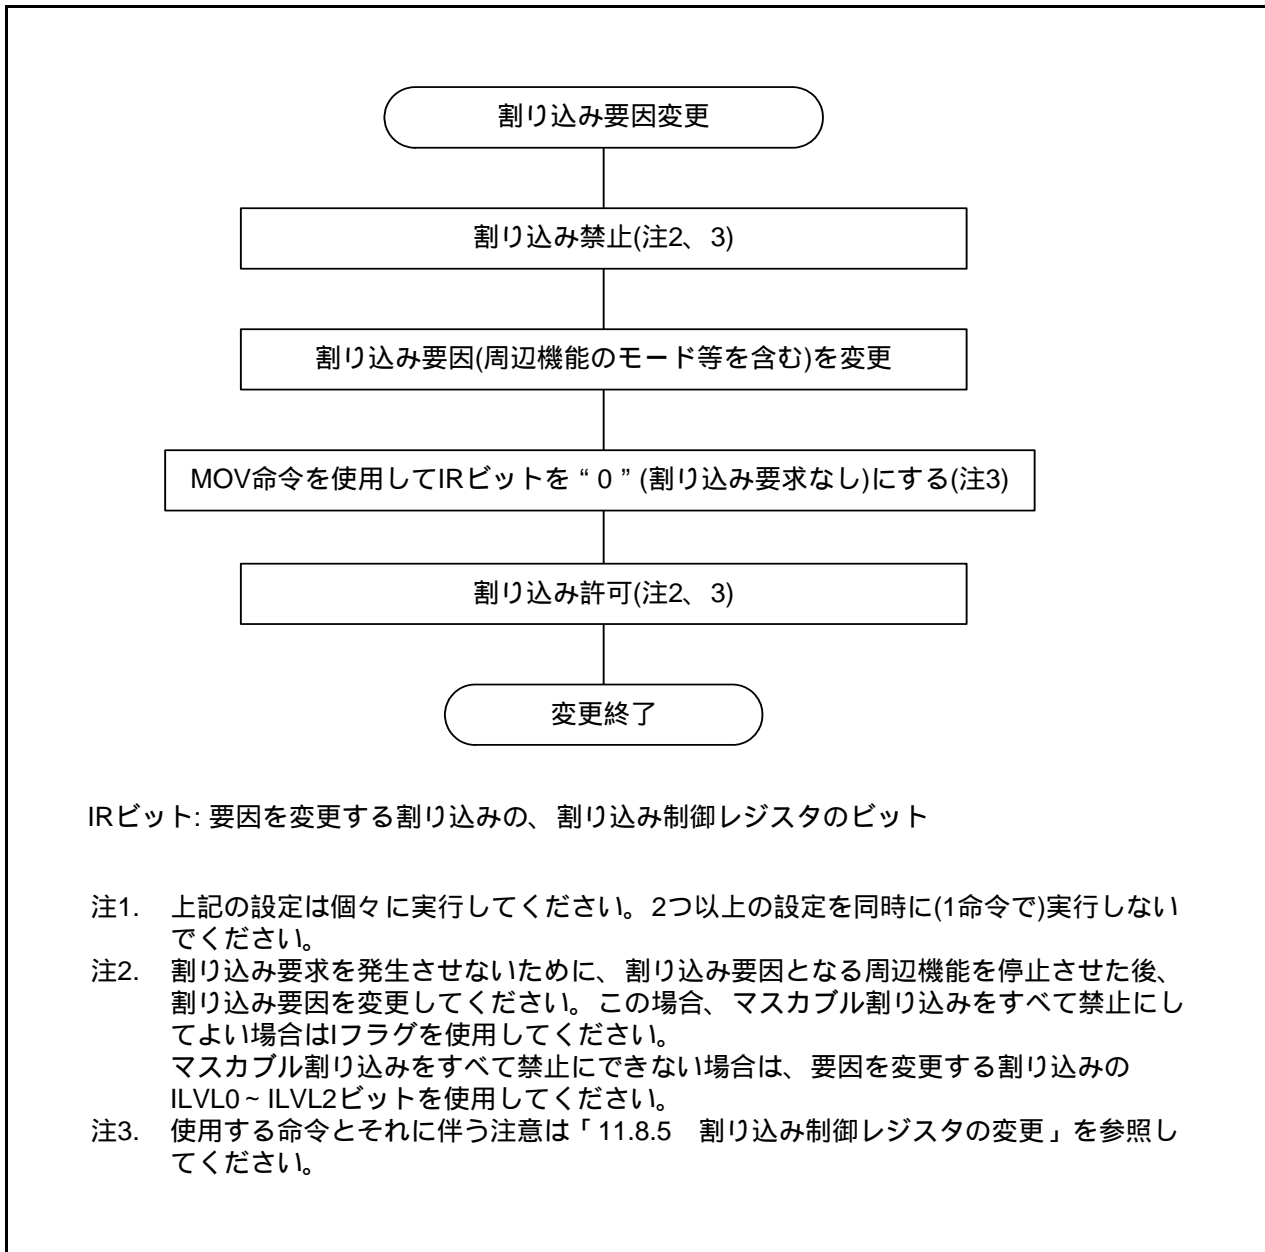 割り込み要因変更
割り込み禁止(注2、3)
割り込み要因(周辺機能のモード等を含む)を変更
MOV命令を使用してIRビットを“0”(割り込み要求なし)にする(注3)
割り込み許可(注2、3)
変更終了
IRビット: 要因を変更する割り込みの、割り込み制御レジスタのビット
注1. 上記の設定は個々に実行してください。2つ以上の設定を同時に(1命令で)実行しない
でください。
注2. 割り込み要求を発生させないために、割り込み要因となる周辺機能を停止させた後、
割り込み要因を変更してください。この場合、マスカブル割り込みをすべて禁止にし
てよい場合はIフラグを使用してください。
マスカブル割り込みをすべて禁止にできない場合は、要因を変更する割り込みの
ILVL0~ILVL2ビットを使用してください。
注3. 使用する命令とそれに伴う注意は「11.8.5 割り込み制御レジスタの変更」を参照し
てください。